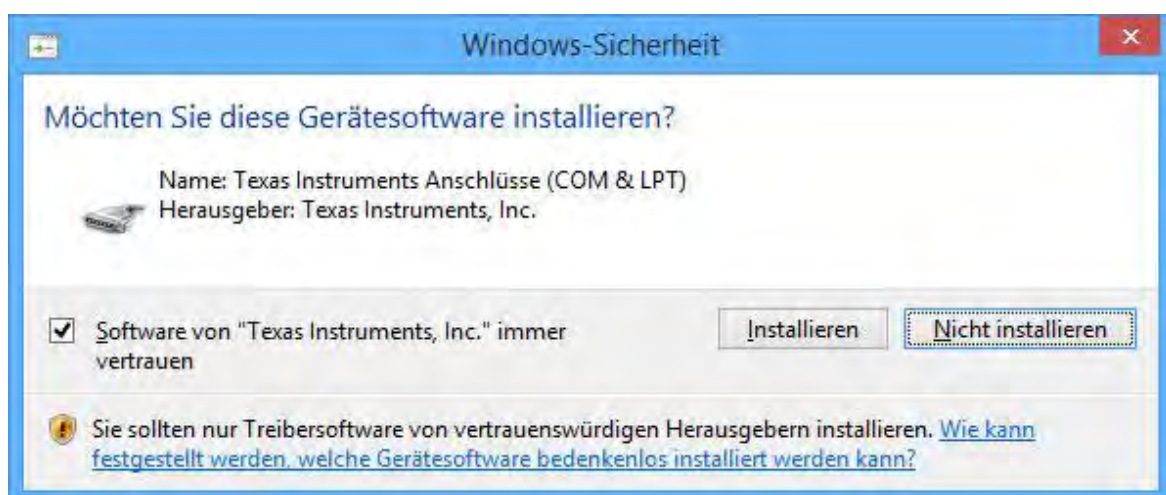 Windows-Sicherheit
Möchten Sie diese Gerätesoftware installieren?
Name: Texas Instruments Anschlüsse (COM & LPT)
Herausgeber: Texas Instruments, Inc.
Software von "Texas Instruments, Inc." immer
vertrauen
Installieren
Nicht installieren
Sie sollten nur Treibersoftware von vertrauenswürdigen Herausgebern installieren. Wie kann
festgestellt werden, welche Gerätesoftware bedenkenlos installiert werden kann?